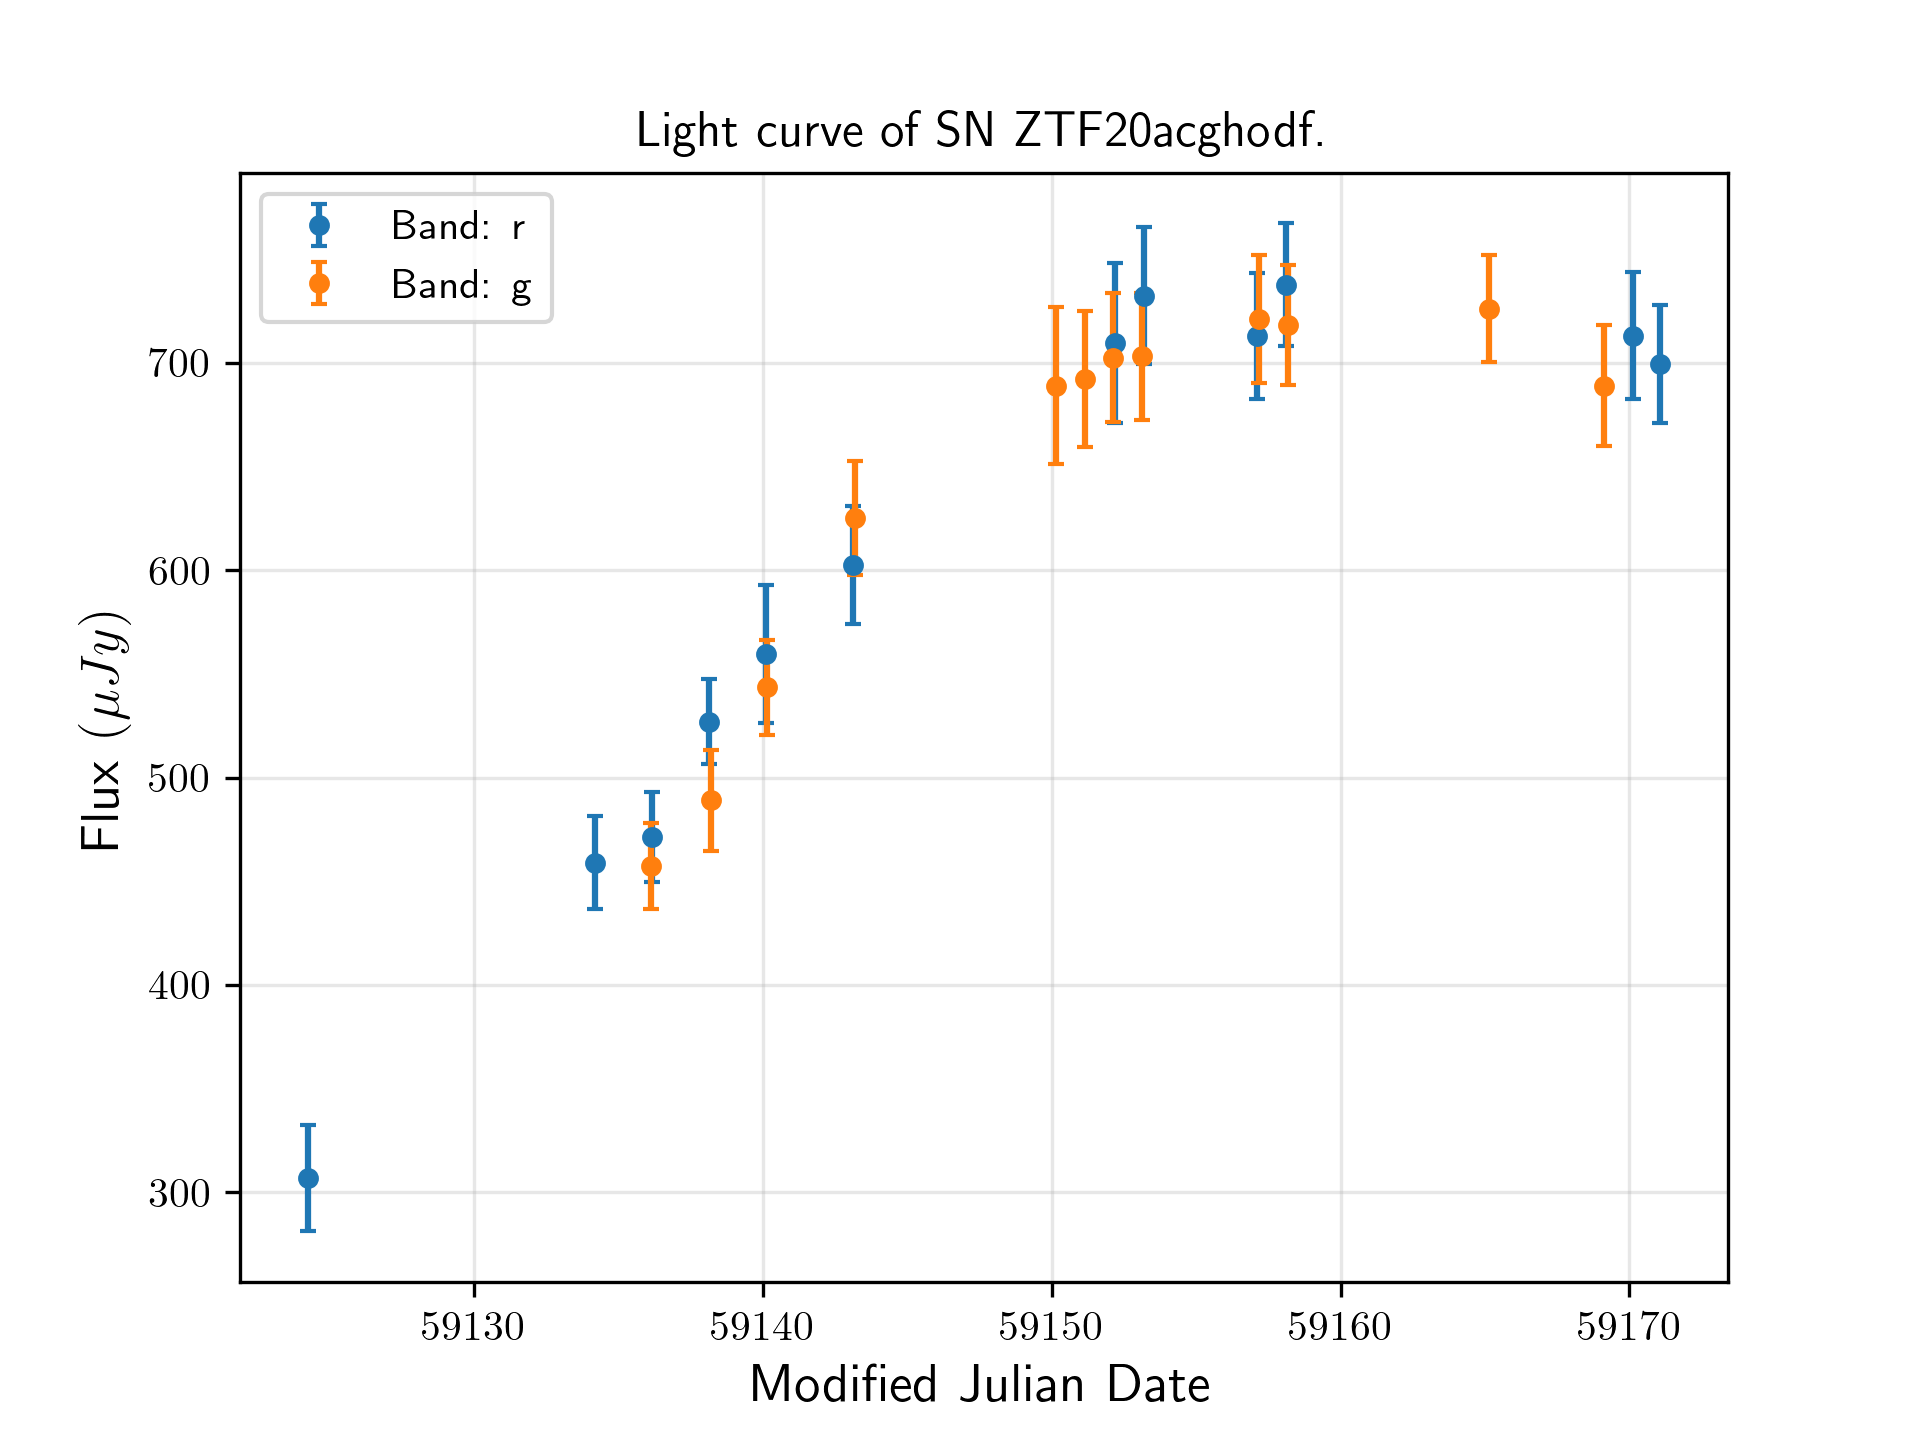 Light curve of SN ZTF20acghodf.
Band: r
Band: g
700
600
500
400
300
Flux (μJy)
59130 59140 59150 59160 59170
Modified Julian Date